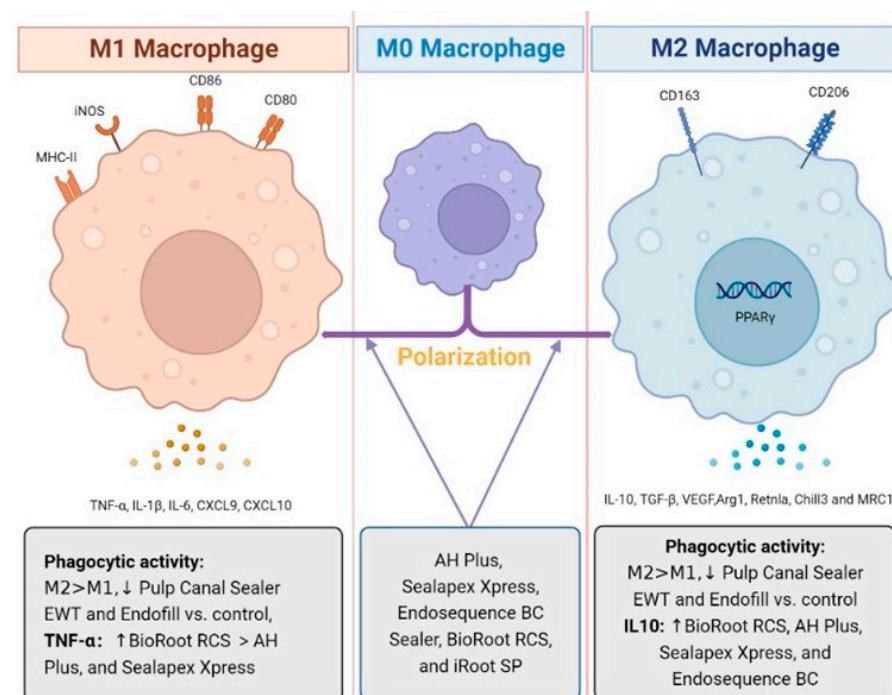 M1 Macrophage
M0 Macrophage
M2 Macrophage
CD86
iNOS
CD80
MHC-II
CD163
CD206
PPARγ
Polarization
TNF-α, IL-1β, IL-6, CXCL9, CXCL10
IL-10, TGF-β, VEGF,Arg1, Retnla, Chill3 and MRC1
Phagocytic activity:
M2>M1,↓ Pulp Canal Sealer
EWT and Endofill vs. control,
TNF-α: ↑BioRoot RCS > AH
Plus, and Sealapex Xpress
AH Plus,
Sealapex Xpress,
Endosequence BC
Sealer, BioRoot RCS,
and iRoot SP
Phagocytic activity:
M2>M1,↓ Pulp Canal Sealer
EWT and Endofill vs. control
IL10: ↑BioRoot RCS, AH Plus,
Sealapex Xpress, and
Endosequence BC